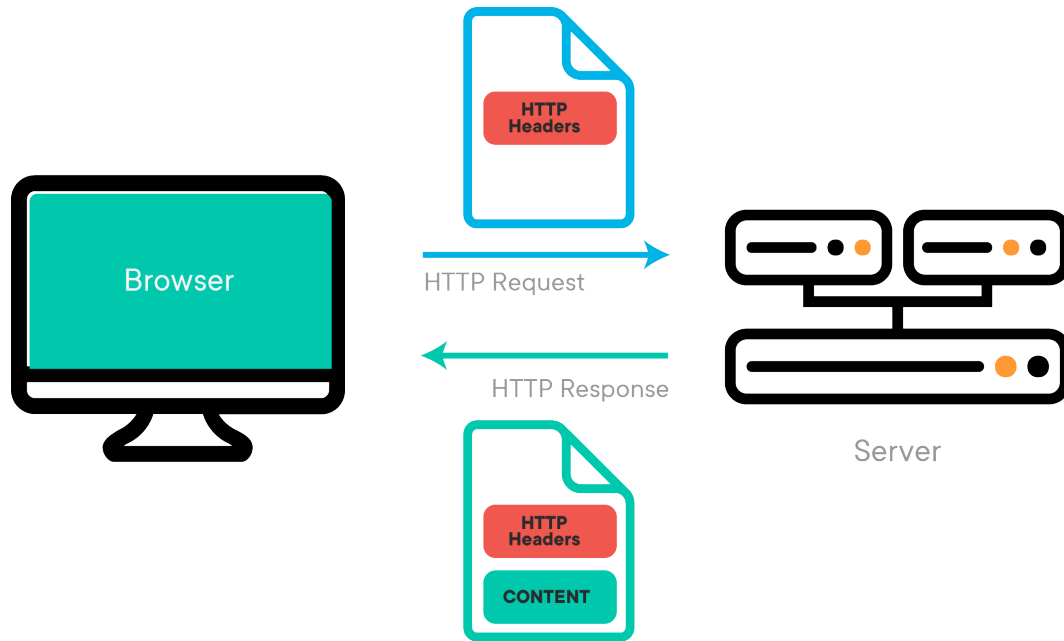 HTTP
Headers
Browser
HTTP Request
HTTP Response
Server
HTTP
Headers
CONTENT